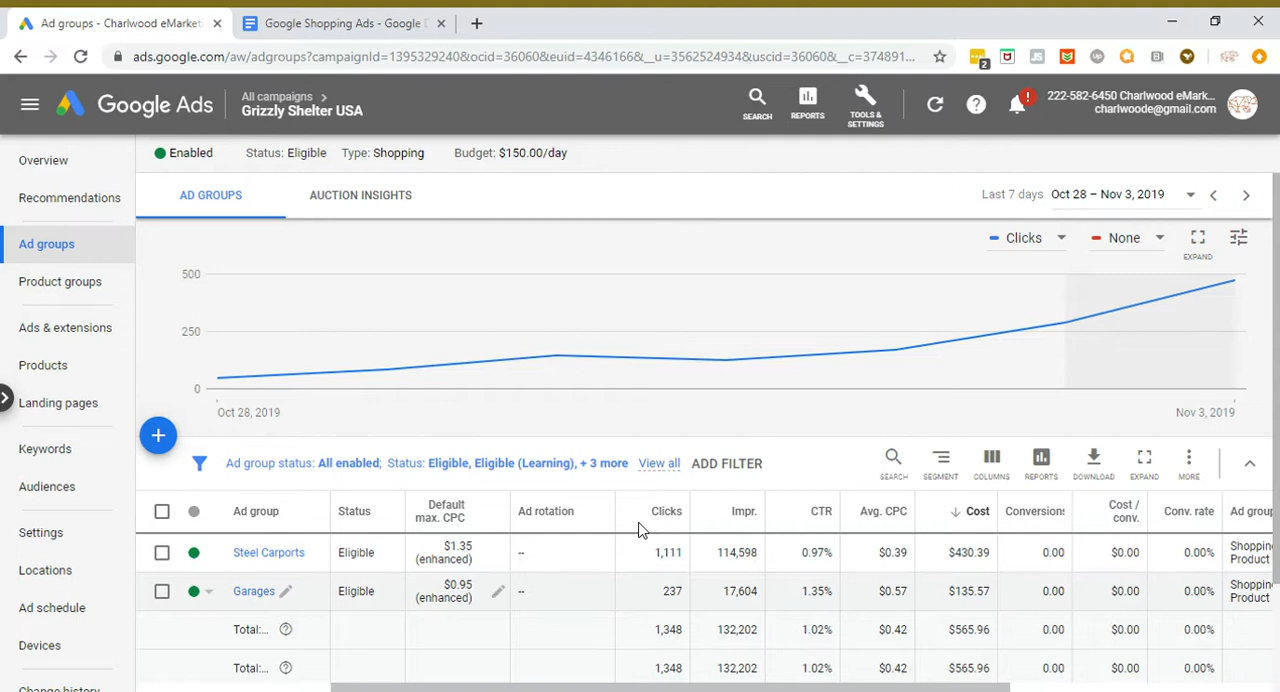 Ad groups - Charlwood eMarketi
Google Shopping Ads - Google D
ads.google.com/aw/adgroups?campaignId=1395329240&ocid=36060&euid=4346166&__u=3562524934&uscid=36060&__c=374891...
2
Google Ads
All campaigns >
Grizzly Shelter USA
SEARCH
REPORTS
TOOLS &
SETTINGS
222-582-6450 Charlwood eMark...
charlwoode@gmail.com
Overview
Recommendations
Ad groups
Product groups
Ads & extensions
Products
Landing pages
Keywords
Audiences
Settings
Locations
Ad schedule
Devices
Change history
Enabled Status: Eligible Type: Shopping Budget: $150.00/day
AD GROUPS AUCTION INSIGHTS
Last 7 days Oct 28 – Nov 3, 2019
Clicks None
EXPAND
500
250
0
Oct 28, 2019 Nov 3, 2019
Ad group status: All enabled; Status: Eligible, Eligible (Learning), + 3 more View all ADD FILTER
SEARCH SEGMENT COLUMNS REPORTS DOWNLOAD EXPAND MORE
Ad group Status Default max. CPC Ad rotation Clicks Impr. CTR Avg. CPC Cost Conversions Cost / conv. Conv. rate Ad group
Steel Carports Eligible $1.35 (enhanced) -- 1,111 114,598 0.97% $0.39 $430.39 0.00 $0.00 0.00% Shopping Product
Garages Eligible $0.95 (enhanced) -- 237 17,604 1.35% $0.57 $135.57 0.00 $0.00 0.00% Shopping Product
Total:... 1,348 132,202 1.02% $0.42 $565.96 0.00 $0.00 0.00%
Total:... 1,348 132,202 1.02% $0.42 $565.96 0.00 $0.00 0.00%